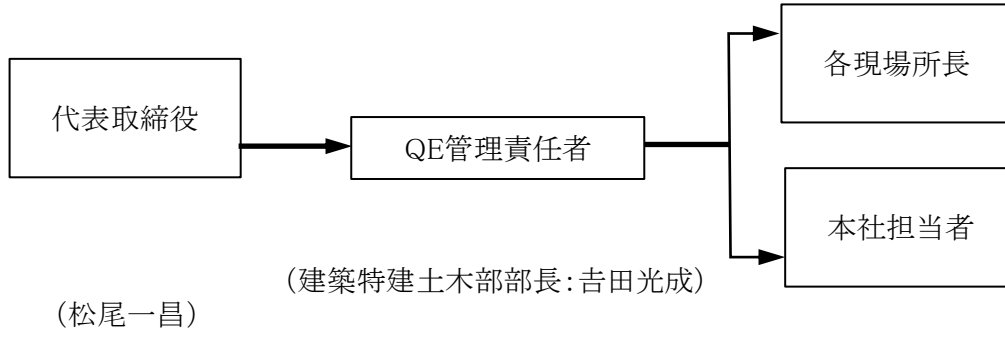 代表取締役
QE管理責任者
各現場所長
本社担当者
（建築特建土木部部長：𠮷田光成）
（松尾一昌）